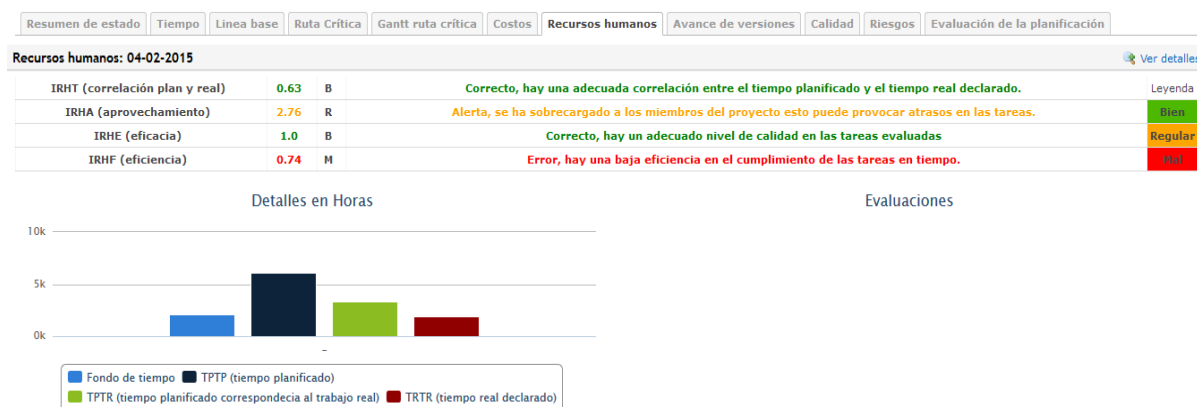 Resumen de estado Tiempo Linea base Ruta Crítica Gantt ruta crítica Costos Recursos humanos Avance de versiones Calidad Riesgos Evaluación de la planificación
Recursos humanos: 04-02-2015 Ver detalles
IRHT (correlación plan y real) 0.63 B Correcto, hay una adecuada correlación entre el tiempo planificado y el tiempo real declarado. Leyenda
IRHA (aprovechamiento) 2.76 R Alerta, se ha sobrecargado a los miembros del proyecto esto puede provocar atrasos en las tareas. Bien
IRHE (eficacia) 1.0 B Correcto, hay un adecuado nivel de calidad en las tareas evaluadas Regular
IRHF (eficiencia) 0.74 M Error, hay una baja eficiencia en el cumplimiento de las tareas en tiempo. Mal
Detalles en Horas Evaluaciones
10k
5k
0k
Fondo de tiempo TPTP (tiempo planificado)
TPTR (tiempo planificado correspondecia al trabajo real) TRTR (tiempo real declarado)